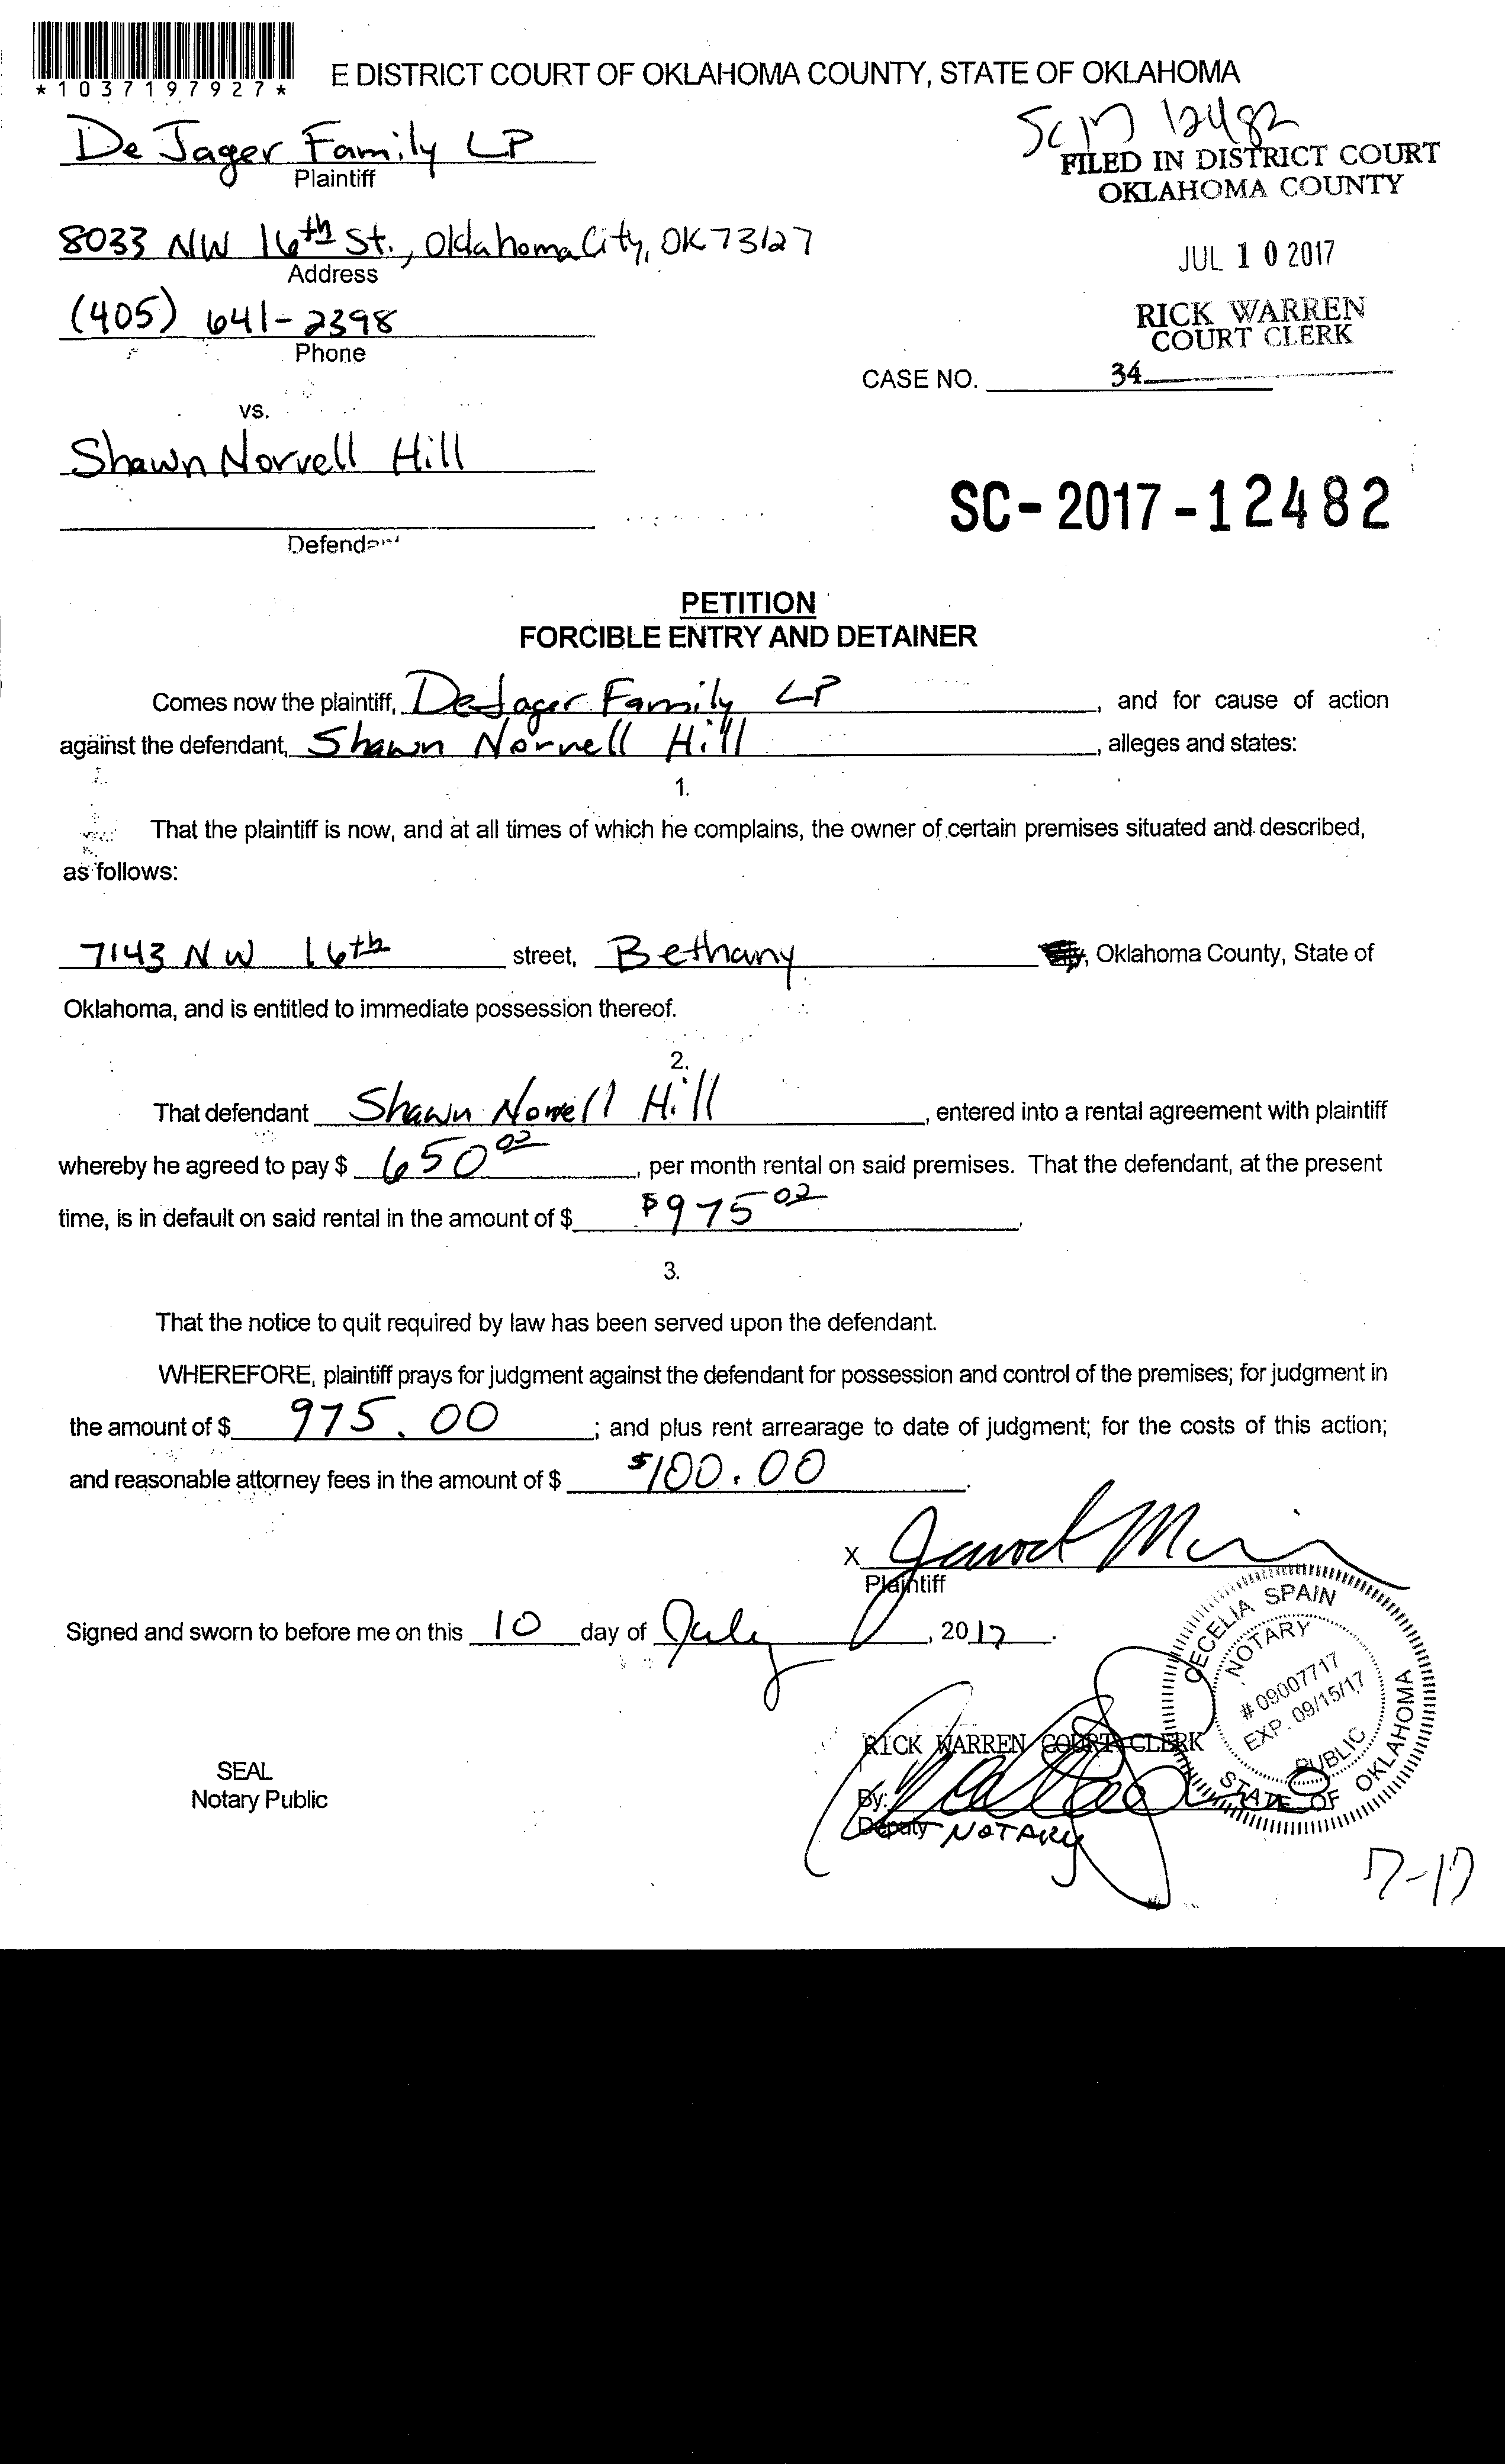 *1037197927*
E DISTRICT COURT OF OKLAHOMA COUNTY, STATE OF OKLAHOMA
SC 17 12482
De Jager Family LP
Plaintiff
FILED IN DISTRICT COURT
OKLAHOMA COUNTY
8033 NW 16th St., Oklahoma City, OK 73127
Address
JUL 10 2017
(405) 641-2398
Phone
RICK WARREN
COURT CLERK
CASE NO. 34
vs.
Shawn Norvell Hill
SC-2017-12482
Defendant
PETITION
FORCIBLE ENTRY AND DETAINER
Comes now the plaintiff, DeJager Family LP, and for cause of action
against the defendant, Shawn Norvell Hill, alleges and states:
1.
That the plaintiff is now, and at all times of which he complains, the owner of certain premises situated and described,
as follows:
7143 NW 16th street, Bethany, Oklahoma County, State of
Oklahoma, and is entitled to immediate possession thereof.
2.
That defendant Shawn Norvell Hill, entered into a rental agreement with plaintiff
whereby he agreed to pay $ 650 00, per month rental on said premises. That the defendant, at the present
time, is in default on said rental in the amount of $ $975 00.
3.
That the notice to quit required by law has been served upon the defendant.
WHEREFORE, plaintiff prays for judgment against the defendant for possession and control of the premises; for judgment in
the amount of $ 975.00; and plus rent arrearage to date of judgment; for the costs of this action;
and reasonable attorney fees in the amount of $ $100.00.
X
Plaintiff
Signed and sworn to before me on this 10 day of July, 2017.
CECELIA SPAIN
NOTARY
# 09007717
EXP. 09/15/17
PUBLIC
STATE OF OKLAHOMA
RICK WARREN COURT CLERK
SEAL
Notary Public
By:
Deputy NOTARY
7-17